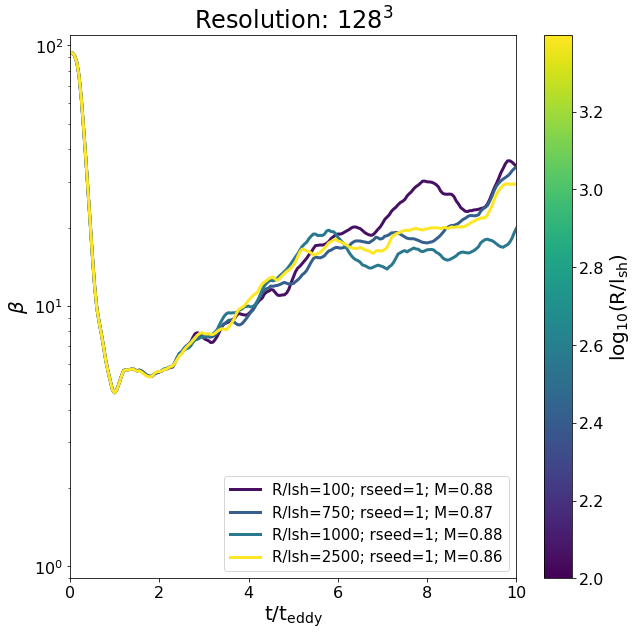 Resolution: 128³
10²
10¹
10⁰
β
0 2 4 6 8 10
t/t_eddy
R/lsh=100; rseed=1; M=0.88
R/lsh=750; rseed=1; M=0.87
R/lsh=1000; rseed=1; M=0.88
R/lsh=2500; rseed=1; M=0.86
3.2
3.0
2.8
2.6
2.4
2.2
2.0
log₁₀(R/l_sh)